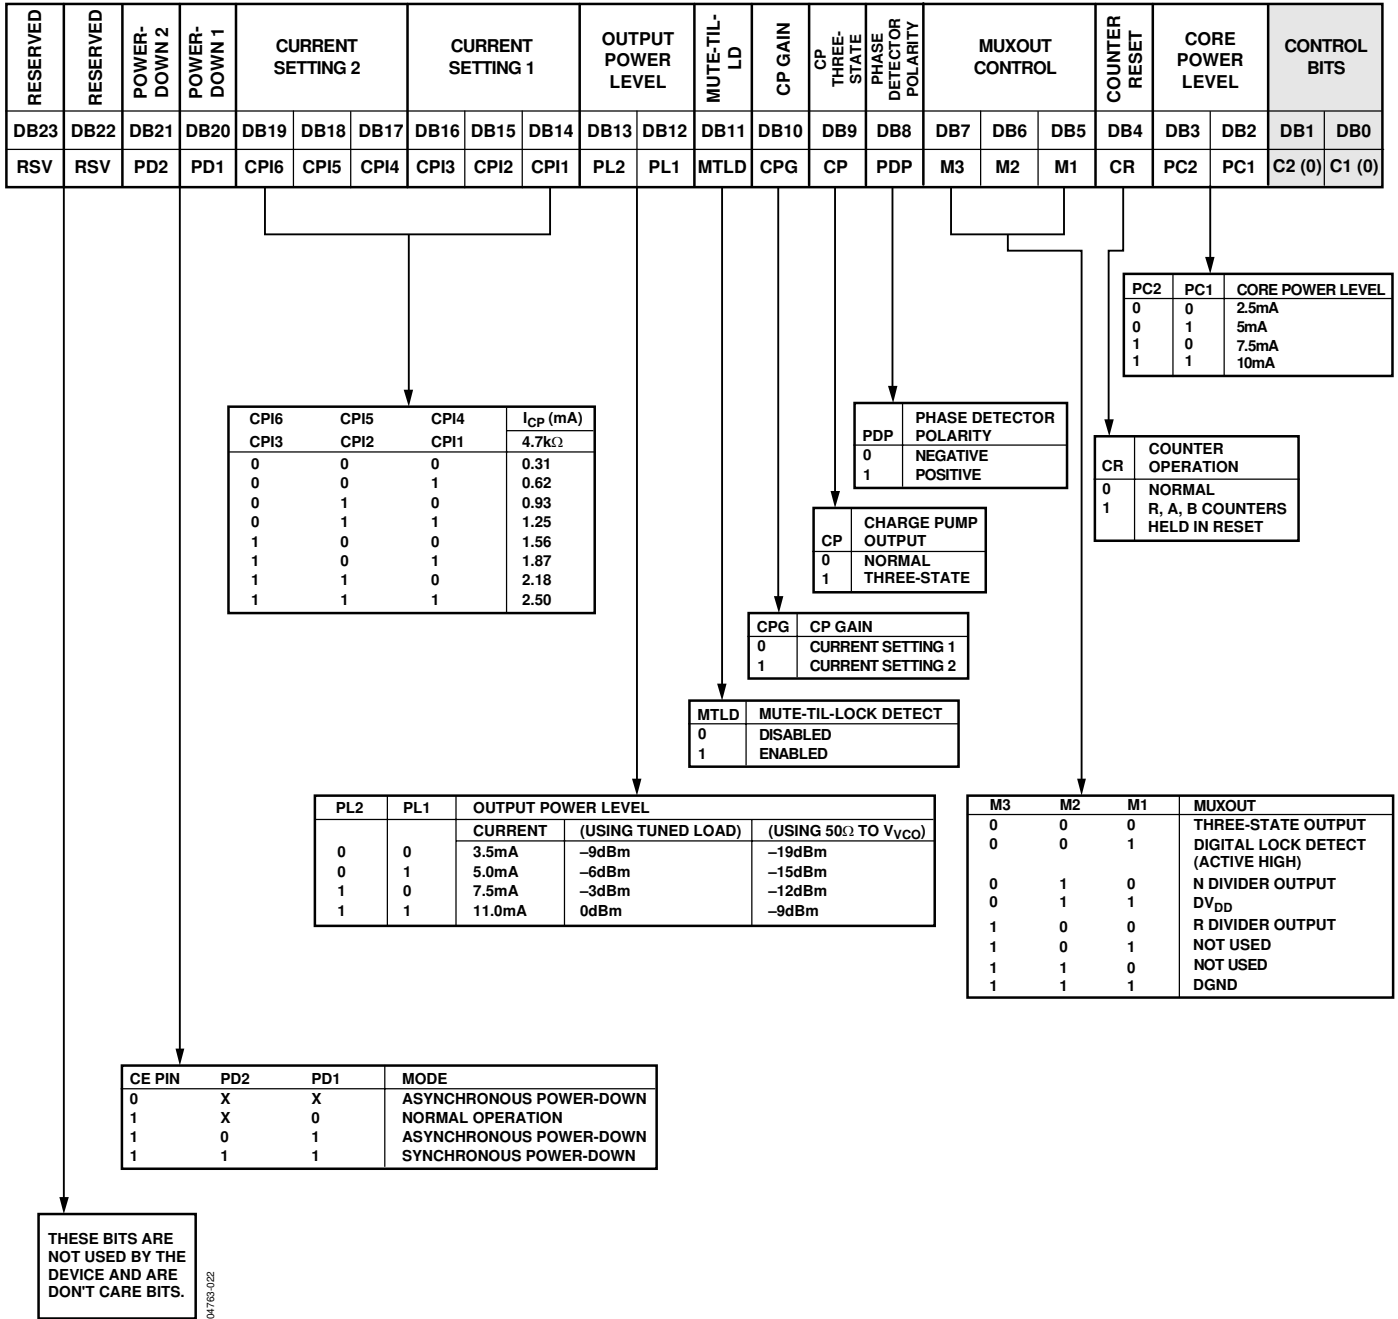 RESERVED RESERVED POWER- DOWN 2 POWER- DOWN 1 CURRENT SETTING 2 CURRENT SETTING 1 OUTPUT POWER LEVEL MUTE-TIL- LD CP GAIN CP THREE- STATE PHASE DETECTOR POLARITY MUXOUT CONTROL COUNTER RESET CORE POWER LEVEL CONTROL BITS
DB23 DB22 DB21 DB20 DB19 DB18 DB17 DB16 DB15 DB14 DB13 DB12 DB11 DB10 DB9 DB8 DB7 DB6 DB5 DB4 DB3 DB2 DB1 DB0
RSV RSV PD2 PD1 CPI6 CPI5 CPI4 CPI3 CPI2 CPI1 PL2 PL1 MTLD CPG CP PDP M3 M2 M1 CR PC2 PC1 C2 (0) C1 (0)
PC2 PC1 CORE POWER LEVEL
0 0 2.5mA
0 1 5mA
1 0 7.5mA
1 1 10mA
CPI6 CPI5 CPI4 ICP (mA)
CPI3 CPI2 CPI1 4.7kΩ
0 0 0 0.31
0 0 1 0.62
0 1 0 0.93
0 1 1 1.25
1 0 0 1.56
1 0 1 1.87
1 1 0 2.18
1 1 1 2.50
PHASE DETECTOR
PDP POLARITY
0 NEGATIVE
1 POSITIVE
COUNTER
CR OPERATION
0 NORMAL
1 R, A, B COUNTERS
HELD IN RESET
CHARGE PUMP
CP OUTPUT
0 NORMAL
1 THREE-STATE
CPG CP GAIN
0 CURRENT SETTING 1
1 CURRENT SETTING 2
MTLD MUTE-TIL-LOCK DETECT
0 DISABLED
1 ENABLED
PL2 PL1 OUTPUT POWER LEVEL
CURRENT (USING TUNED LOAD) (USING 50Ω TO VVCO)
0 0 3.5mA –9dBm –19dBm
0 1 5.0mA –6dBm –15dBm
1 0 7.5mA –3dBm –12dBm
1 1 11.0mA 0dBm –9dBm
M3 M2 M1 MUXOUT
0 0 0 THREE-STATE OUTPUT
0 0 1 DIGITAL LOCK DETECT
(ACTIVE HIGH)
0 1 0 N DIVIDER OUTPUT
0 1 1 DVDD
1 0 0 R DIVIDER OUTPUT
1 0 1 NOT USED
1 1 0 NOT USED
1 1 1 DGND
CE PIN PD2 PD1 MODE
0 X X ASYNCHRONOUS POWER-DOWN
1 X 0 NORMAL OPERATION
1 0 1 ASYNCHRONOUS POWER-DOWN
1 1 1 SYNCHRONOUS POWER-DOWN
THESE BITS ARE
NOT USED BY THE
DEVICE AND ARE
DON'T CARE BITS.
04763-022